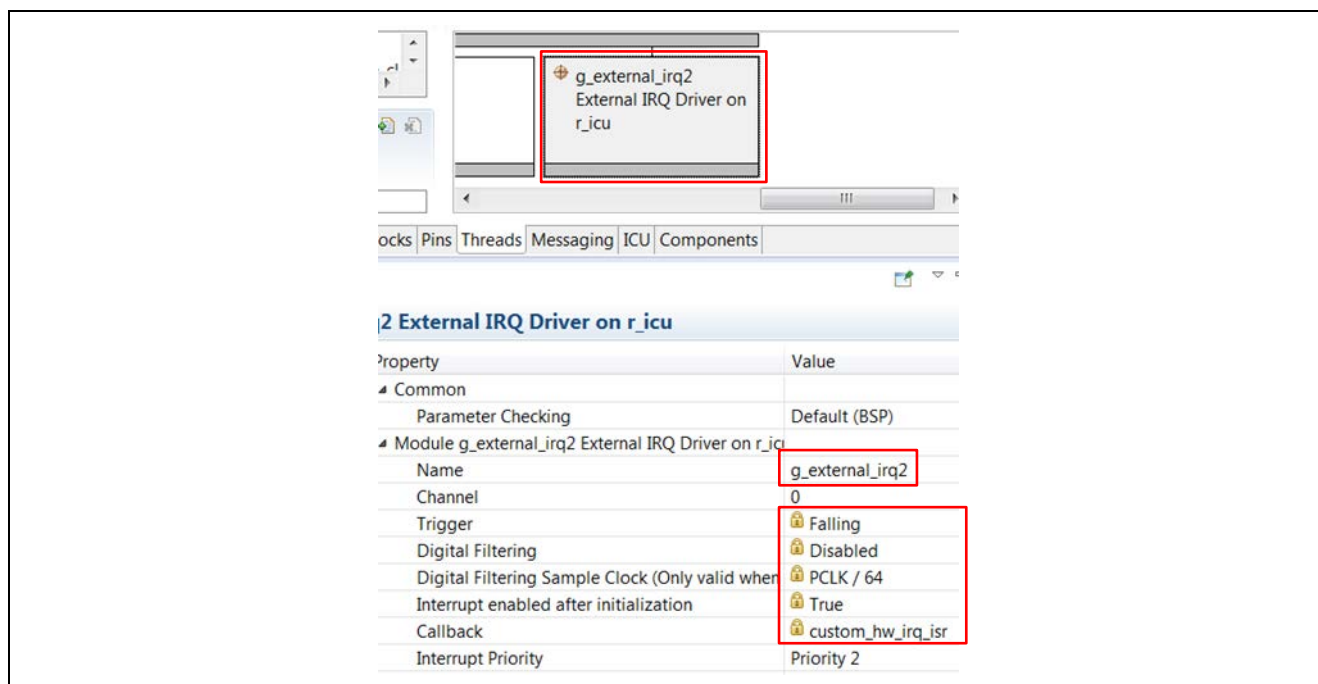 g_external_irq2
External IRQ Driver on
r_icu
ocks Pins Threads Messaging ICU Components
2 External IRQ Driver on r_icu
Property Value
Common
Parameter Checking Default (BSP)
Module g_external_irq2 External IRQ Driver on r_icu
Name g_external_irq2
Channel 0
Trigger Falling
Digital Filtering Disabled
Digital Filtering Sample Clock (Only valid when PCLK / 64
Interrupt enabled after initialization True
Callback custom_hw_irq_isr
Interrupt Priority Priority 2